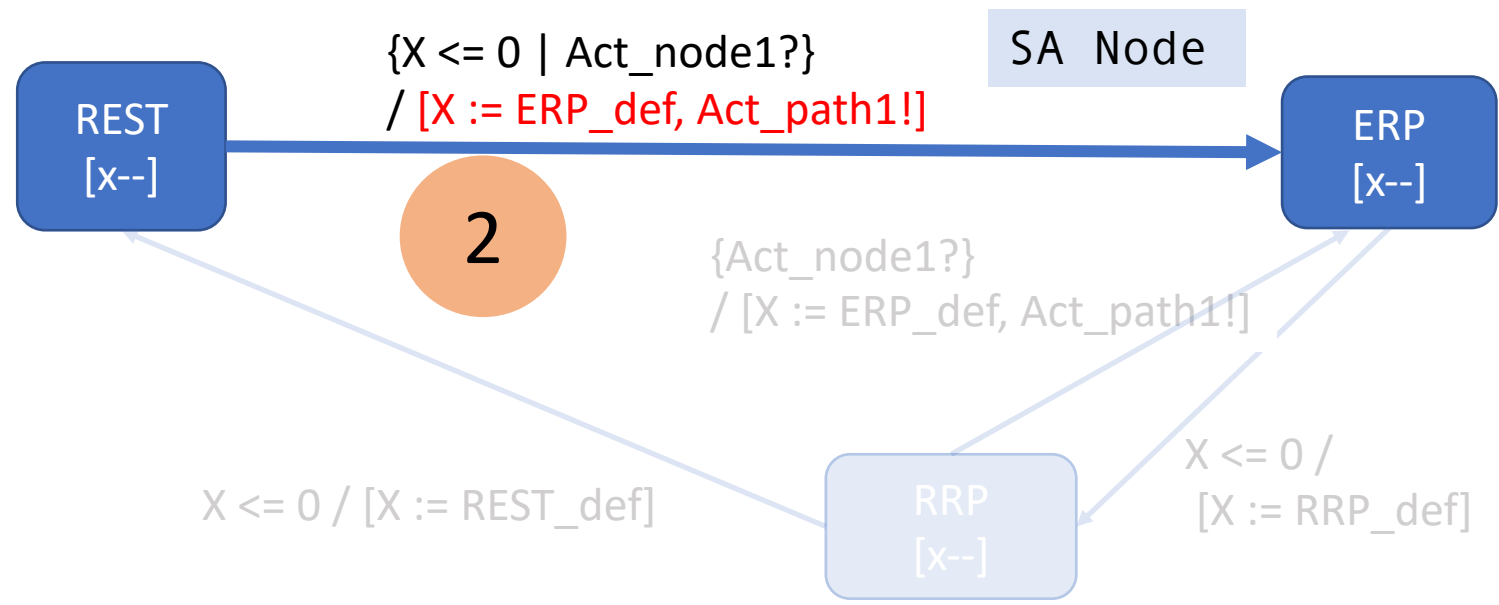 {X <= 0 | Act_node1?}
/ [X := ERP_def, Act_path1!]
SA Node
REST
[x--]
ERP
[x--]
2
{Act_node1?}
/ [X := ERP_def, Act_path1!]
X <= 0 /
[X := RRP_def]
X <= 0 / [X := REST_def]
RRP
[x--]